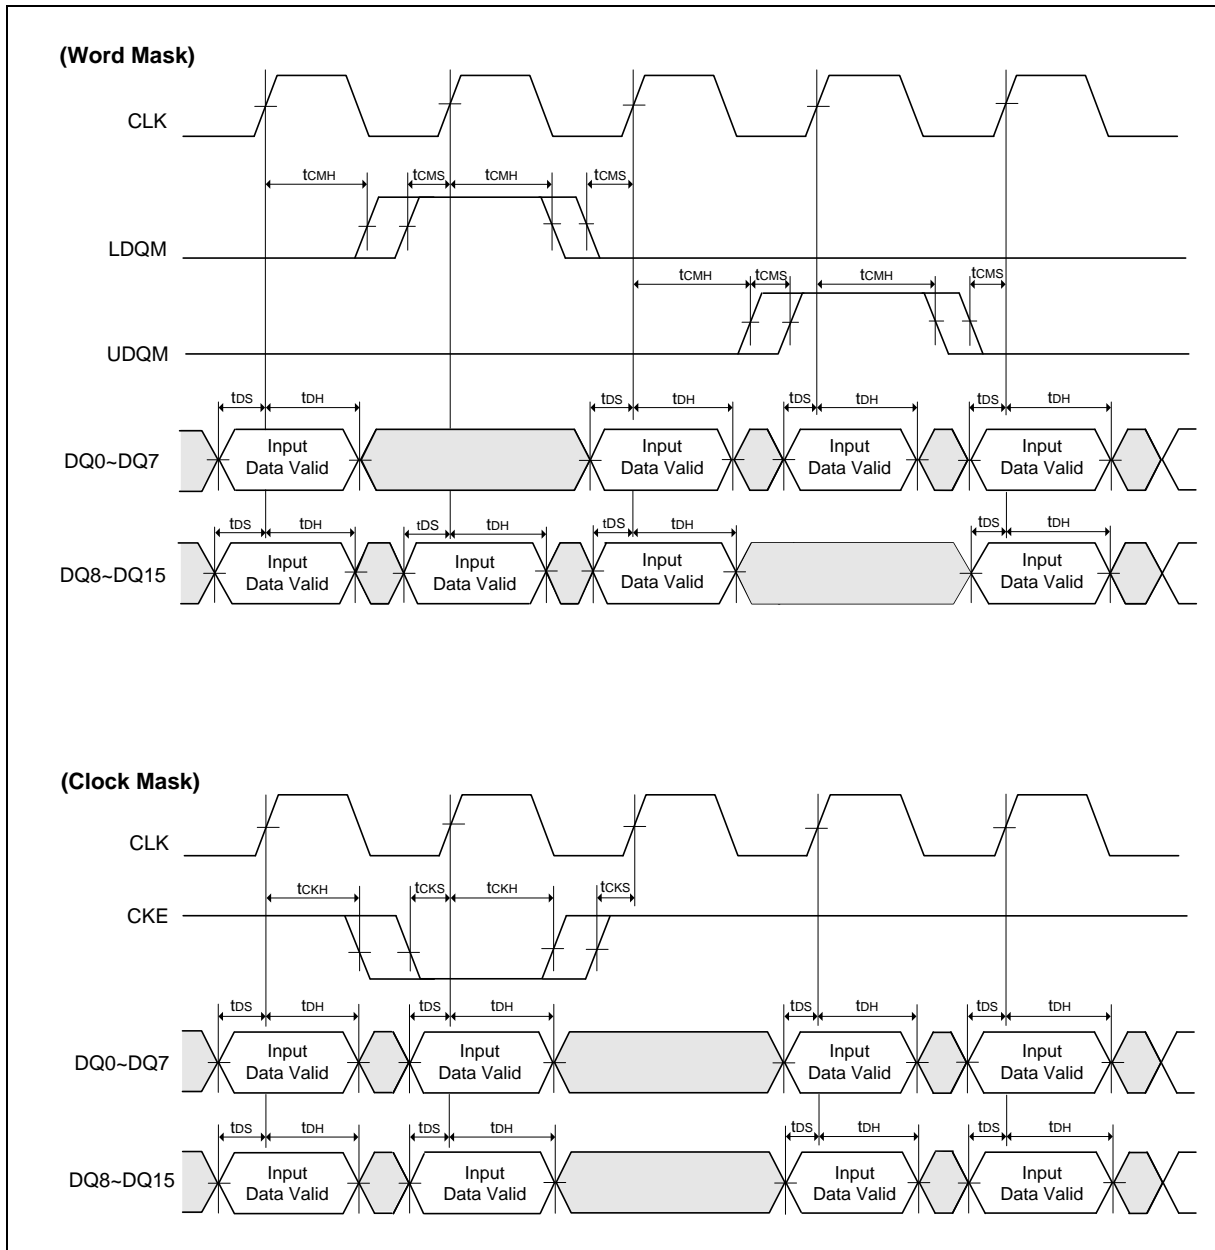 (Word Mask)
CLK
tCMH tCMS tCMH tCMS
LDQM
tCMH tCMS tCMH tCMS
UDQM
tDS tDH tDS tDH tDS tDH tDS tDH
DQ0~DQ7
Input Data Valid
Input Data Valid
Input Data Valid
Input Data Valid
tDS tDH tDS tDH tDS tDH tDS tDH
DQ8~DQ15
Input Data Valid
Input Data Valid
Input Data Valid
Input Data Valid
(Clock Mask)
CLK
tCKH tCKS tCKH tCKS
CKE
tDS tDH tDS tDH tDS tDH tDS tDH
DQ0~DQ7
Input Data Valid
Input Data Valid
Input Data Valid
Input Data Valid
tDS tDH tDS tDH tDS tDH tDS tDH
DQ8~DQ15
Input Data Valid
Input Data Valid
Input Data Valid
Input Data Valid